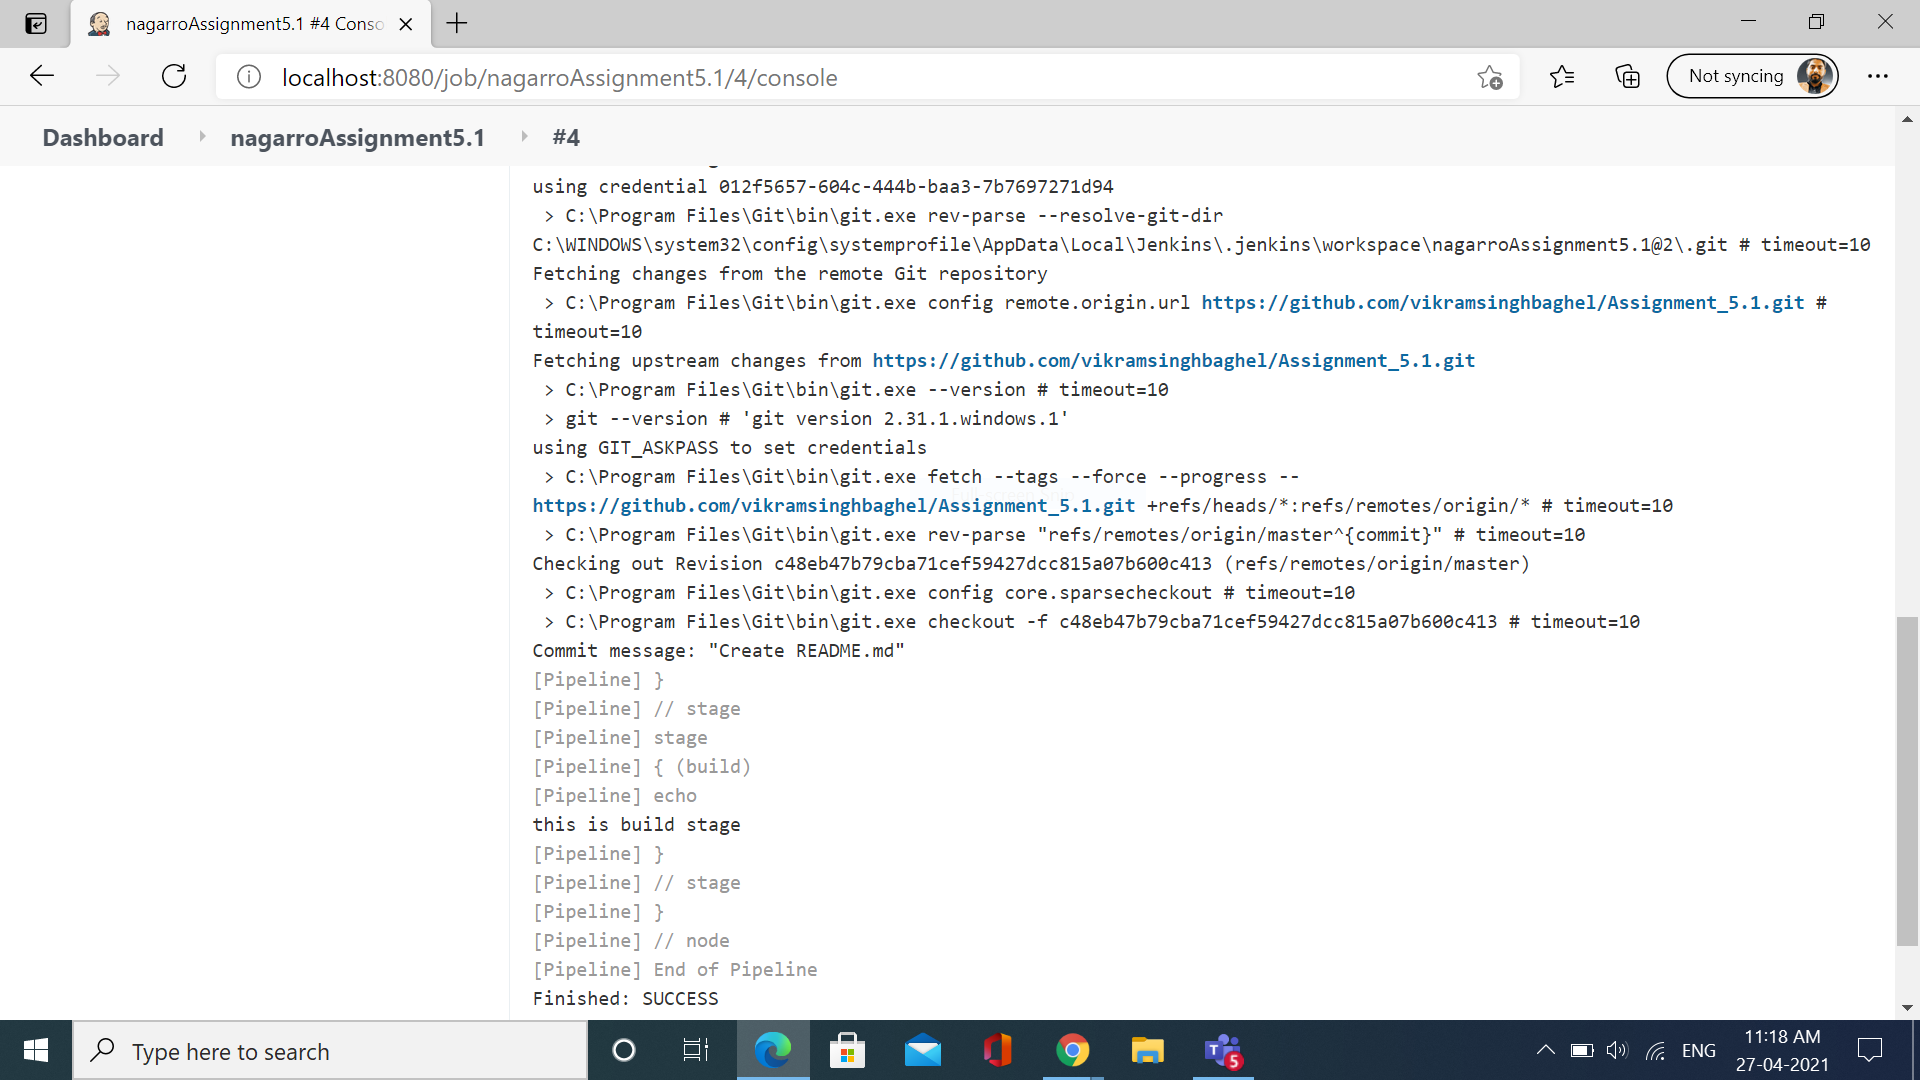 nagarroAssignment5.1 #4 Conso
localhost:8080/job/nagarroAssignment5.1/4/console
Not syncing
Dashboard
nagarroAssignment5.1
#4
using credential 012f5657-604c-444b-baa3-7b7697271d94
> C:\Program Files\Git\bin\git.exe rev-parse --resolve-git-dir
C:\WINDOWS\system32\config\systemprofile\AppData\Local\Jenkins\.jenkins\workspace\nagarroAssignment5.1@2\.git # timeout=10
Fetching changes from the remote Git repository
> C:\Program Files\Git\bin\git.exe config remote.origin.url https://github.com/vikramsinghbaghel/Assignment_5.1.git #
timeout=10
Fetching upstream changes from https://github.com/vikramsinghbaghel/Assignment_5.1.git
> C:\Program Files\Git\bin\git.exe --version # timeout=10
> git --version # 'git version 2.31.1.windows.1'
using GIT_ASKPASS to set credentials
> C:\Program Files\Git\bin\git.exe fetch --tags --force --progress --
https://github.com/vikramsinghbaghel/Assignment_5.1.git +refs/heads/*:refs/remotes/origin/* # timeout=10
> C:\Program Files\Git\bin\git.exe rev-parse "refs/remotes/origin/master^{commit}" # timeout=10
Checking out Revision c48eb47b79cba71cef59427dcc815a07b600c413 (refs/remotes/origin/master)
> C:\Program Files\Git\bin\git.exe config core.sparsecheckout # timeout=10
> C:\Program Files\Git\bin\git.exe checkout -f c48eb47b79cba71cef59427dcc815a07b600c413 # timeout=10
Commit message: "Create README.md"
[Pipeline] }
[Pipeline] // stage
[Pipeline] stage
[Pipeline] { (build)
[Pipeline] echo
this is build stage
[Pipeline] }
[Pipeline] // stage
[Pipeline] }
[Pipeline] // node
[Pipeline] End of Pipeline
Finished: SUCCESS
Type here to search
T
5
ENG
11:18 AM
27-04-2021